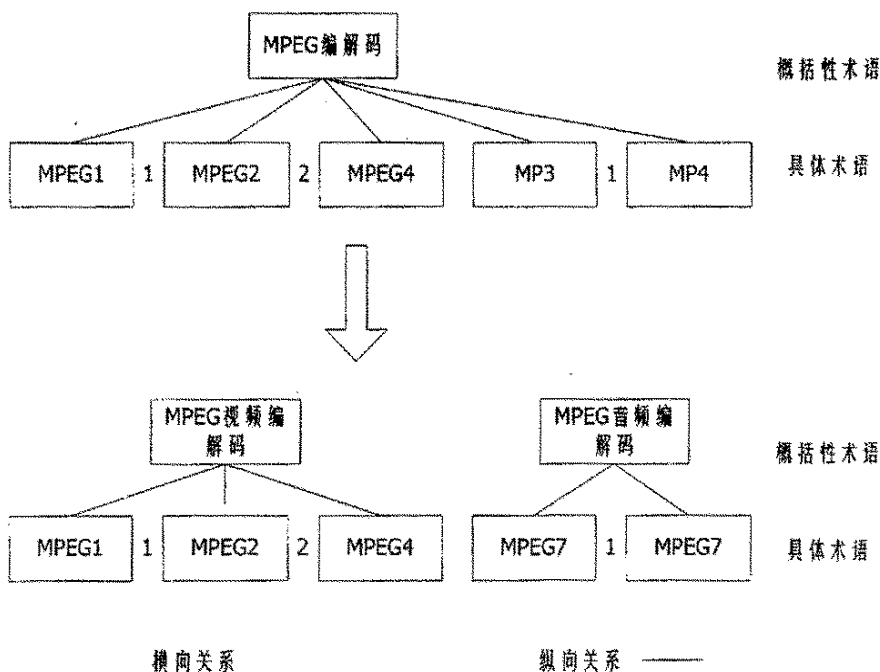 MPEG编解码
概括性术语
MPEG1 1 MPEG2 2 MPEG4 MP3 1 MP4
具体术语
MPEG视频编
解码
MPEG音频编
解码
概括性术语
MPEG1 1 MPEG2 2 MPEG4 MPEG7 1 MPEG7
具体术语
横向关系 纵向关系